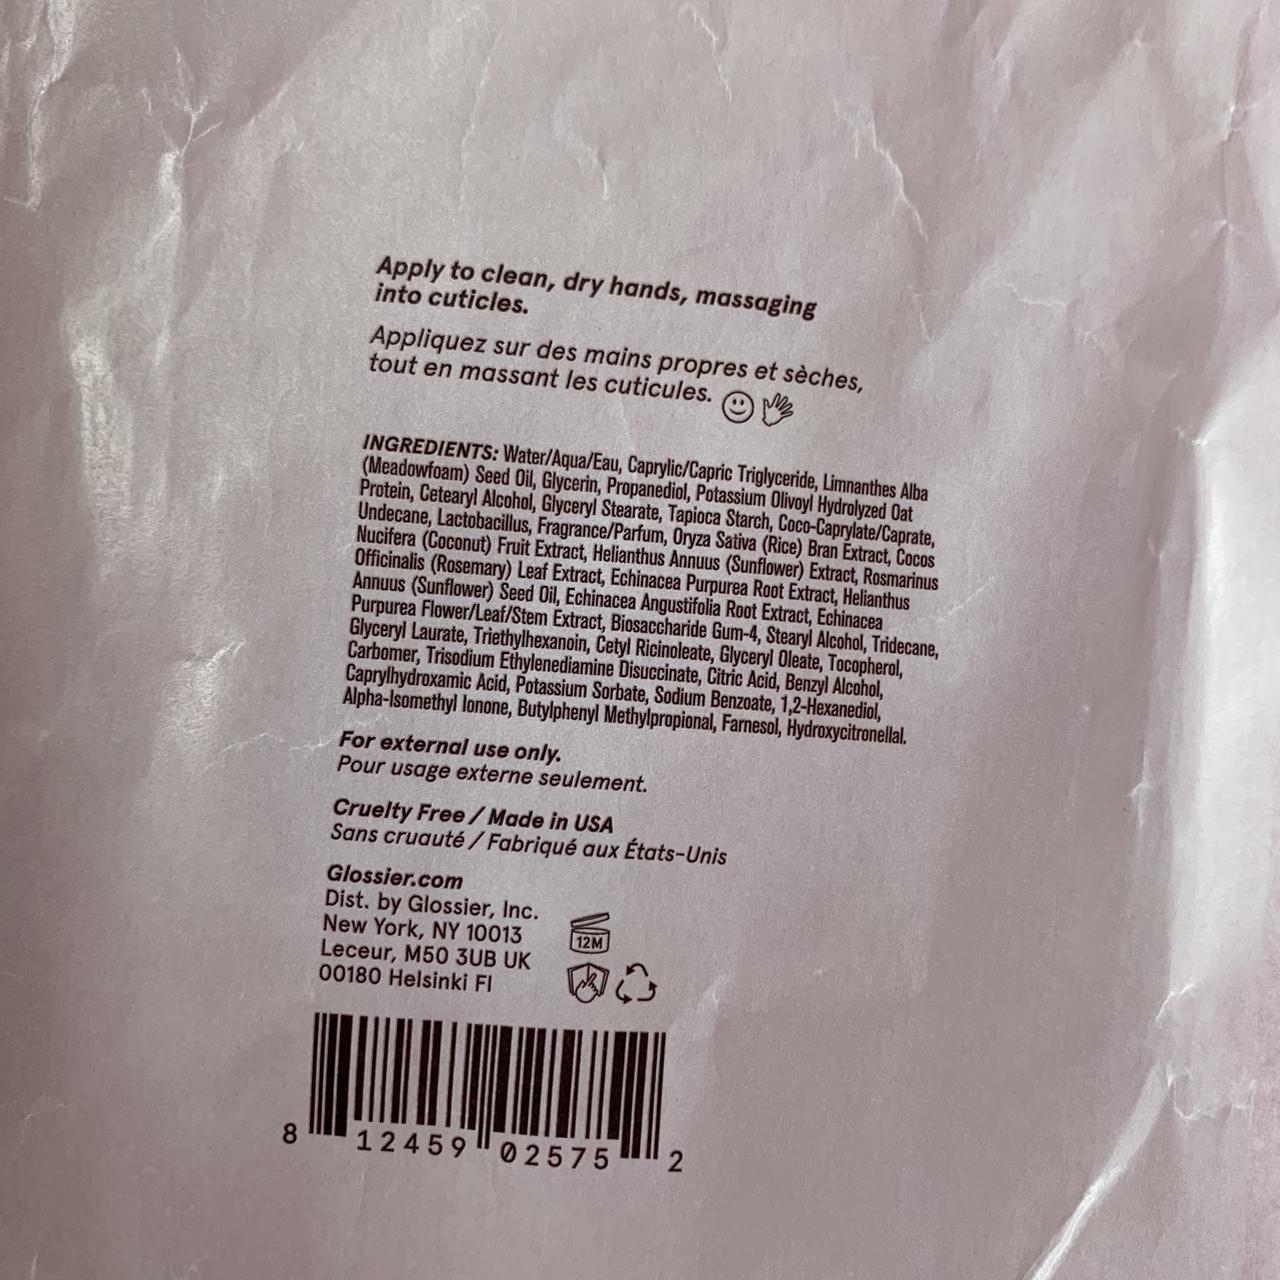 Apply to clean, dry hands, massaging
into cuticles.
Appliquez sur des mains propres et sèches,
tout en massant les cuticules.
INGREDIENTS: Water/Aqua/Eau, Caprylic/Capric Triglyceride, Limnanthes Alba
(Meadowfoam) Seed Oil, Glycerin, Propanediol, Potassium Olivoyl Hydrolyzed Oat
Protein, Cetearyl Alcohol, Glyceryl Stearate, Tapioca Starch, Coco-Caprylate/Caprate,
Undecane, Lactobacillus, Fragrance/Parfum, Oryza Sativa (Rice) Bran Extract, Cocos
Nucifera (Coconut) Fruit Extract, Helianthus Annuus (Sunflower) Extract, Rosmarinus
Officinalis (Rosemary) Leaf Extract, Echinacea Purpurea Root Extract, Helianthus
Annuus (Sunflower) Seed Oil, Echinacea Angustifolia Root Extract, Echinacea
Purpurea Flower/Leaf/Stem Extract, Biosaccharide Gum-4, Stearyl Alcohol, Tridecane,
Glyceryl Laurate, Triethylhexanoin, Cetyl Ricinoleate, Glyceryl Oleate, Tocopherol,
Carbomer, Trisodium Ethylenediamine Disuccinate, Citric Acid, Benzyl Alcohol,
Caprylhydroxamic Acid, Potassium Sorbate, Sodium Benzoate, 1,2-Hexanediol,
Alpha-Isomethyl Ionone, Butylphenyl Methylpropional, Farnesol, Hydroxycitronellal.
For external use only.
Pour usage externe seulement.
Cruelty Free / Made in USA
Sans cruauté / Fabriqué aux États-Unis
Glossier.com
Dist. by Glossier, Inc.
New York, NY 10013
Leceur, M50 3UB UK
00180 Helsinki FI
12M
8 12459 02575 2